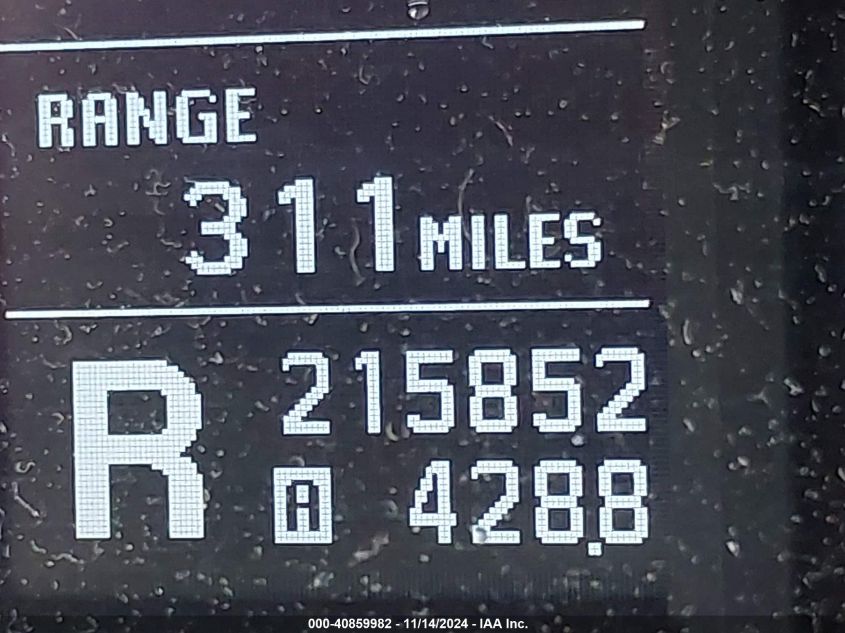 RANGE
311 MILES
R 215852
A 428.8
000-40859982 - 11/14/2024 - IAA Inc.